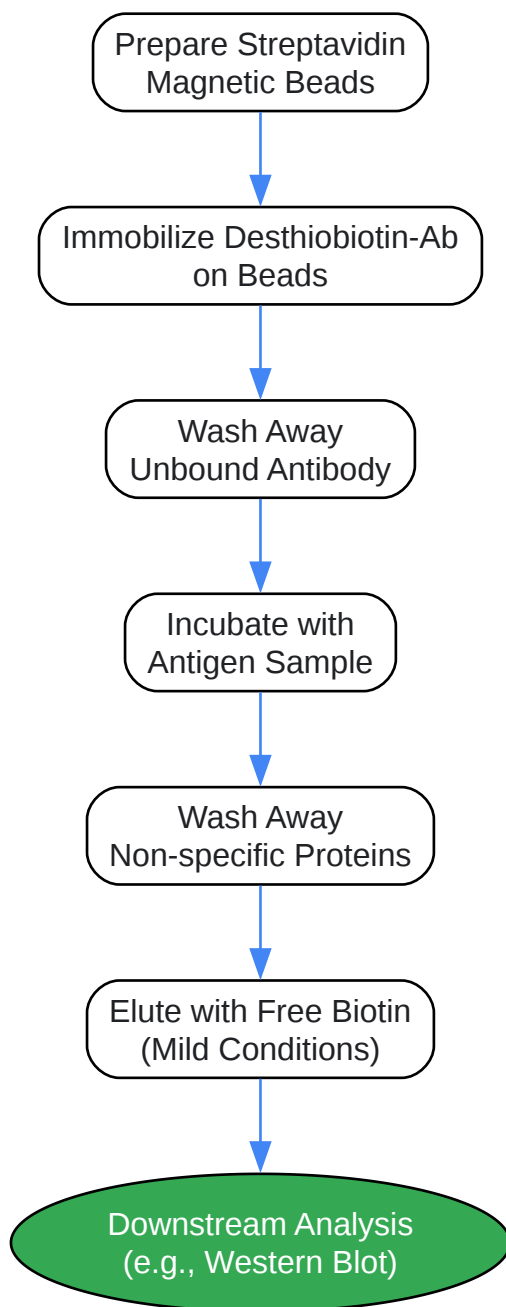 Prepare Streptavidin
Magnetic Beads
Immobilize Desthiobiotin-Ab
on Beads
Wash Away
Unbound Antibody
Incubate with
Antigen Sample
Wash Away
Non-specific Proteins
Elute with Free Biotin
(Mild Conditions)
Downstream Analysis
(e.g., Western Blot)